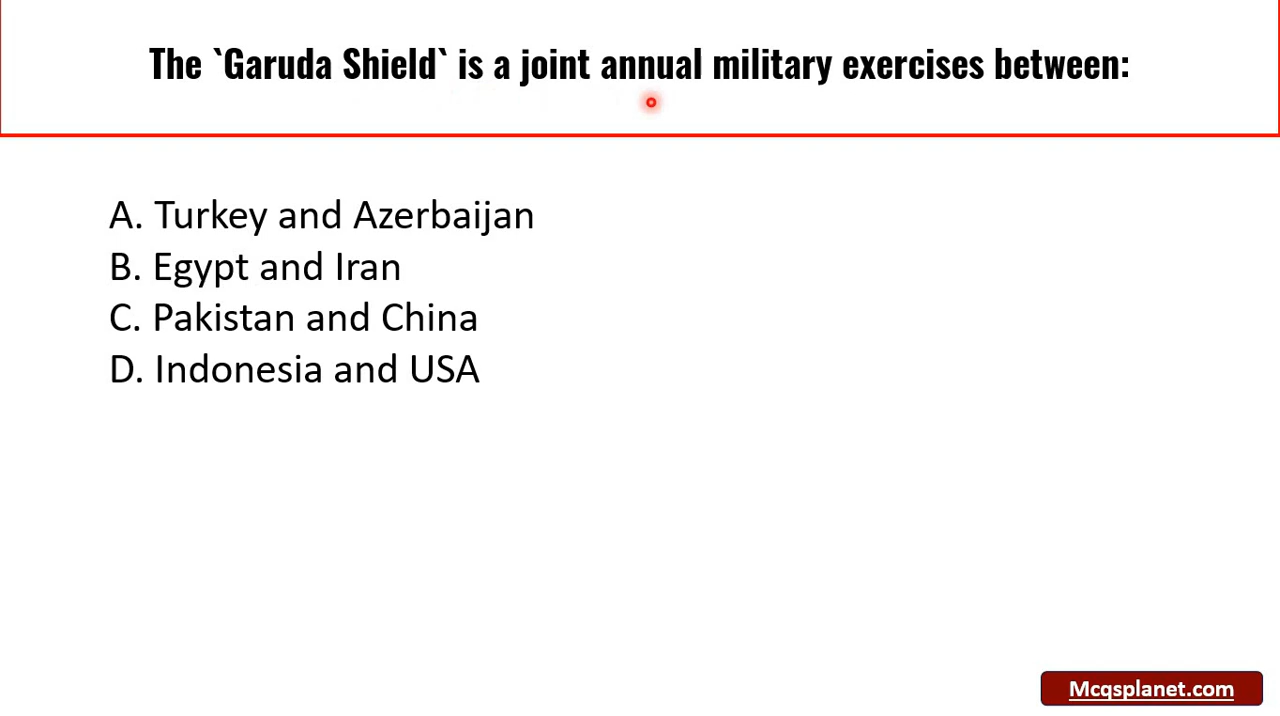 The `Garuda Shield` is a joint annual military exercises between:
A. Turkey and Azerbaijan
B. Egypt and Iran
C. Pakistan and China
D. Indonesia and USA
Mcqsplanet.com